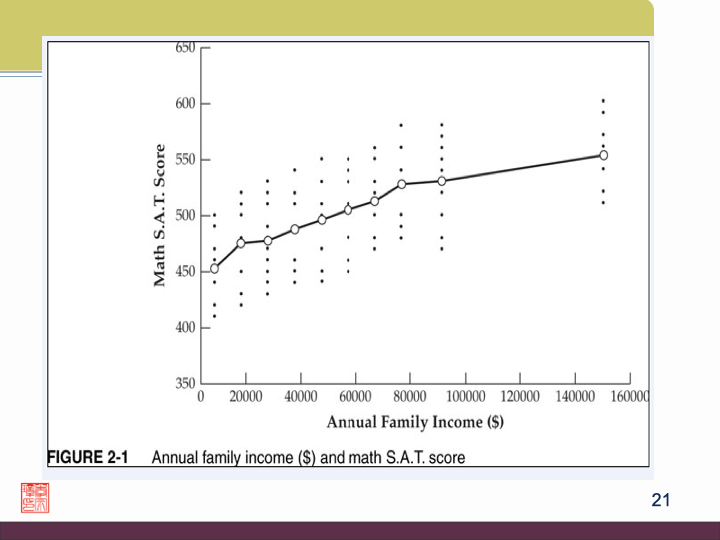 650
600
550
500
450
400
350
Math S.A.T. Score
0 20000 40000 60000 80000 100000 120000 140000 160000
Annual Family Income ($)
FIGURE 2-1 Annual family income ($) and math S.A.T. score
21